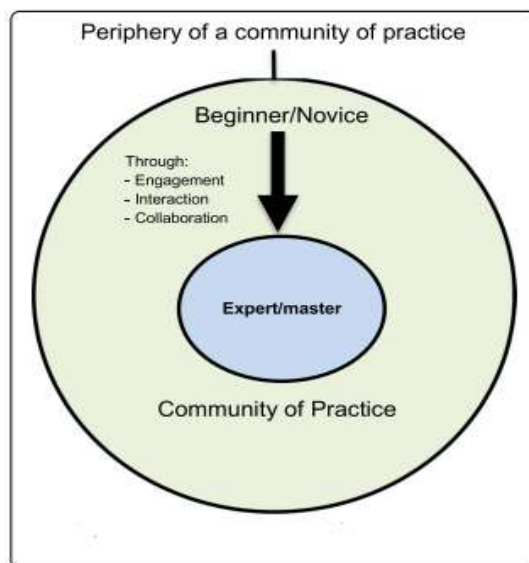 Periphery of a community of practice
Beginner/Novice
Through:
- Engagement
- Interaction
- Collaboration
Expert/master
Community of Practice